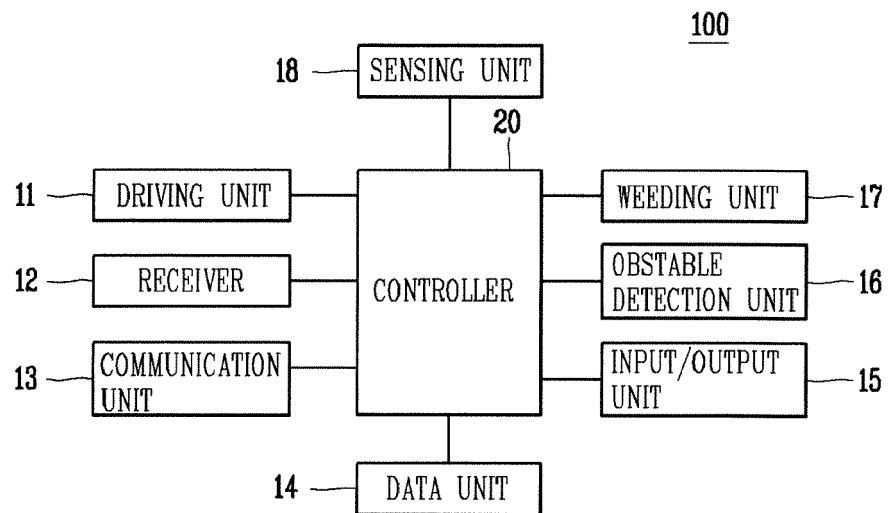 100
18
SENSING UNIT
20
11
DRIVING UNIT
WEEDING UNIT
17
12
RECEIVER
CONTROLLER
OBSTABLE
DETECTION UNIT
16
13
COMMUNICATION
UNIT
INPUT/OUTPUT
UNIT
15
14
DATA UNIT